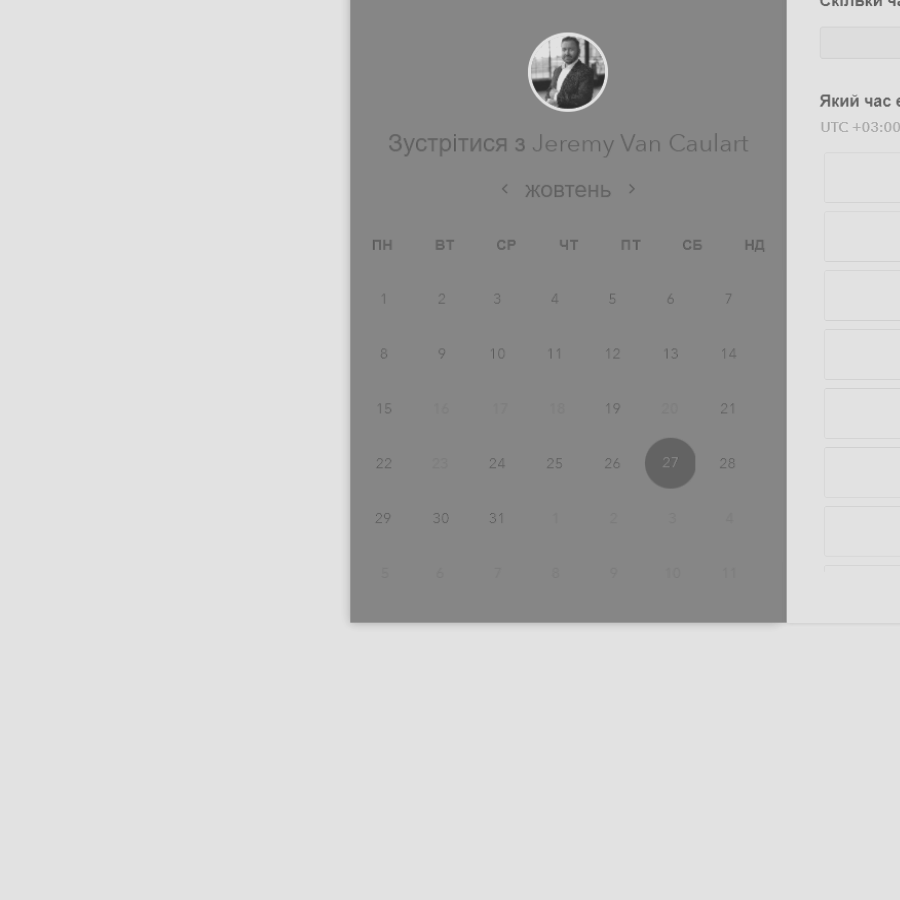 Зустрітися з Jeremy Van Caulart
жовтень
ПН ВТ СР ЧТ ПТ СБ НД
1 2 3 4 5 6 7
8 9 10 11 12 13 14
15 16 17 18 19 20 21
22 23 24 25 26 27 28
29 30 31 1 2 3 4
5 6 7 8 9 10 11
Скільки
Який час
UTC +03:00